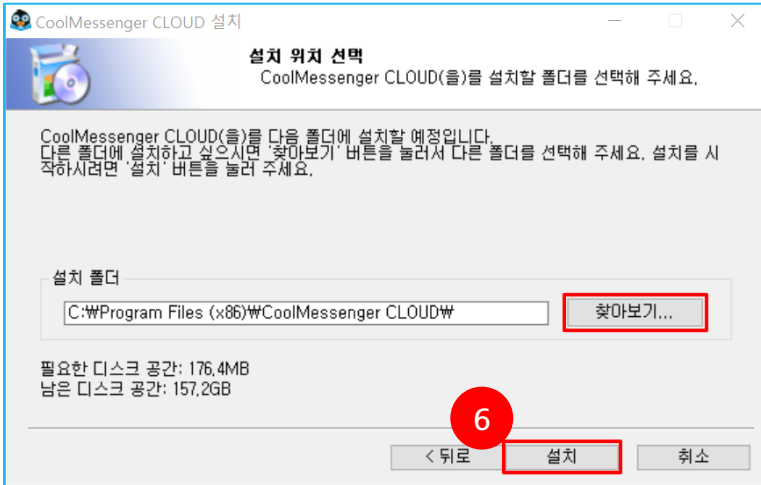 CoolMessenger CLOUD 설치
설치 위치 선택
CoolMessenger CLOUD(을)를 설치할 폴더를 선택해 주세요.
CoolMessenger CLOUD(을)를 다음 폴더에 설치할 예정입니다.
다른 폴더에 설치하고 싶으시면 '찾아보기' 버튼을 눌러서 다른 폴더를 선택해 주세요. 설치를 시
작하시려면 '설치' 버튼을 눌러 주세요.
설치 폴더
C:₩Program Files (x86)₩CoolMessenger CLOUD₩
찾아보기...
필요한 디스크 공간: 176.4MB
남은 디스크 공간: 157.2GB
6
< 뒤로
설치
취소